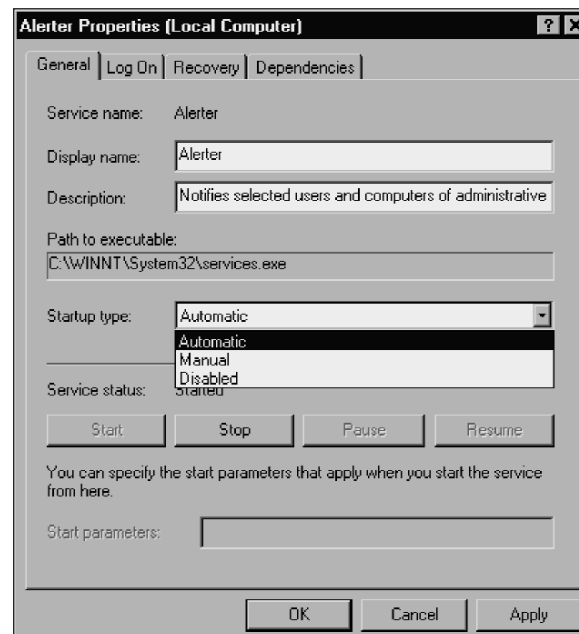 Alerter Properties (Local Computer)
General Log On Recovery Dependencies
Service name: Alerter
Display name: Alerter
Description: Notifies selected users and computers of administrative
Path to executable:
C:\WINNT\System32\services.exe
Startup type: Automatic
Automatic
Manual
Disabled
Service status: Started
Start Stop Pause Resume
You can specify the start parameters that apply when you start the service
from here.
Start parameters:
OK Cancel Apply